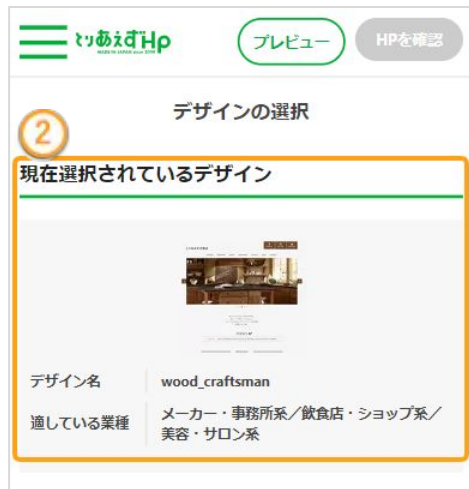 とりあえずHp
MADE IN JAPAN since 2010
プレビュー
HPを確認
デザインの選択
2
現在選択されているデザイン
デザイン名
wood_craftsman
適している業種
メーカー・事務所系／飲食店・ショップ系／
美容・サロン系